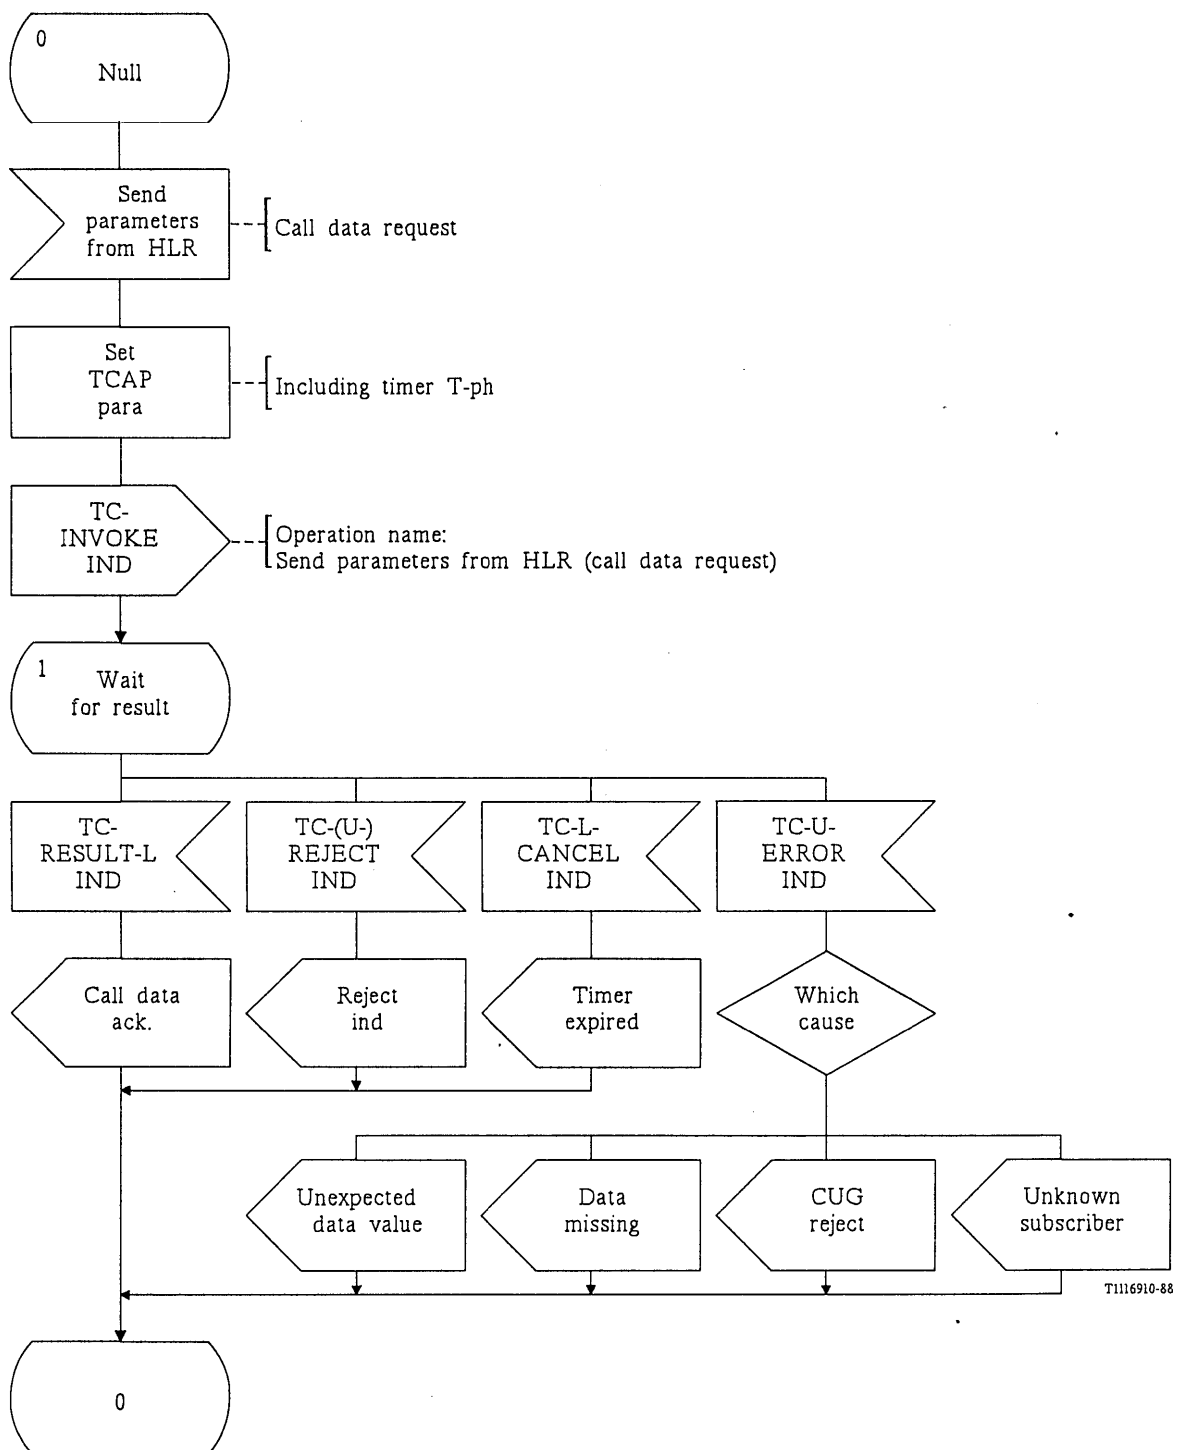 0
Null
Send
parameters
from HLR
Call data request
Set
TCAP
para
Including timer T-ph
TC-
INVOKE
IND
Operation name:
Send parameters from HLR (call data request)
1
Wait
for result
TC-
RESULT-L
IND
TC-(U-)
REJECT
IND
TC-L-
CANCEL
IND
TC-U-
ERROR
IND
Call data
ack.
Reject
ind
Timer
expired
Which
cause
Unexpected
data value
Data
missing
CUG
reject
Unknown
subscriber
T1116910-88
0